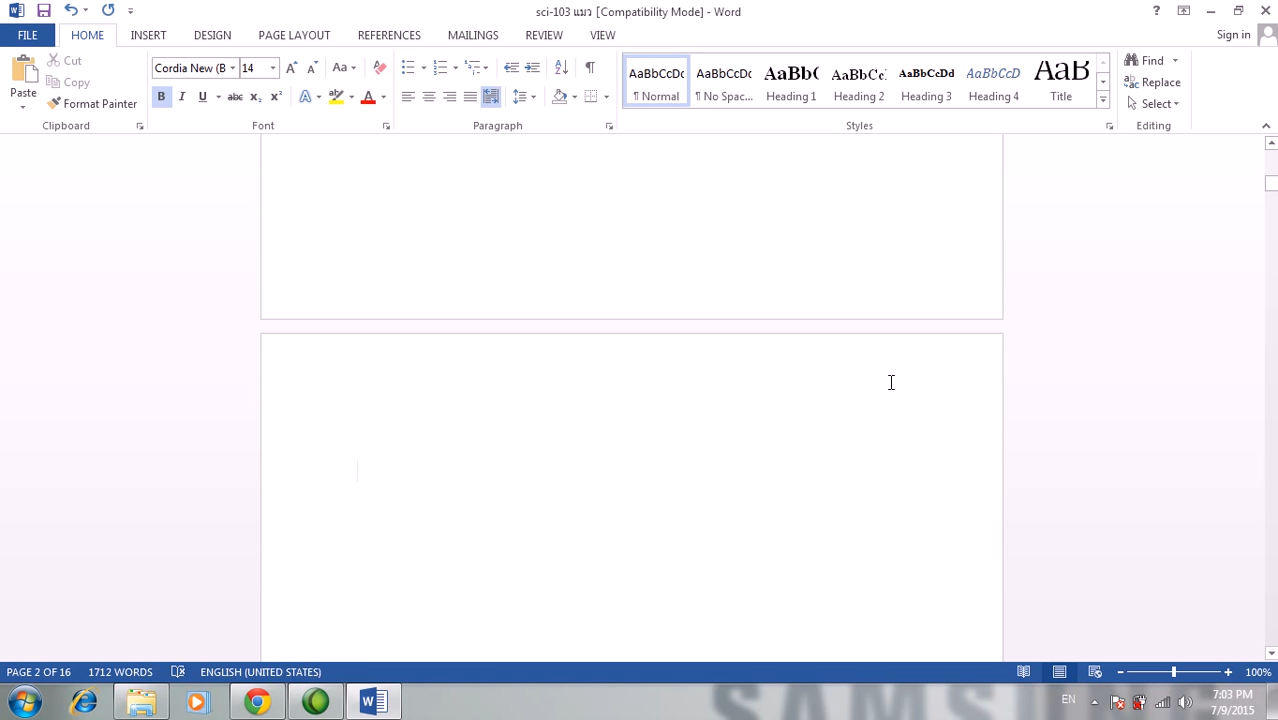 sci-103 แมว [Compatibility Mode] - Word
FILE HOME INSERT DESIGN PAGE LAYOUT REFERENCES MAILINGS REVIEW VIEW Sign in
Paste Cut Copy Format Painter
Cordia New (B 14
AaBbCcDc AaBbCcDc AaBbC AaBbCc AaBbCcDd AaBbCcD AaB
¶ Normal ¶ No Spac... Heading 1 Heading 2 Heading 3 Heading 4 Title
Find
Replace
Select
Clipboard Font Paragraph Styles Editing
PAGE 2 OF 16 1712 WORDS ENGLISH (UNITED STATES) 100%
EN 7:03 PM
7/9/2015